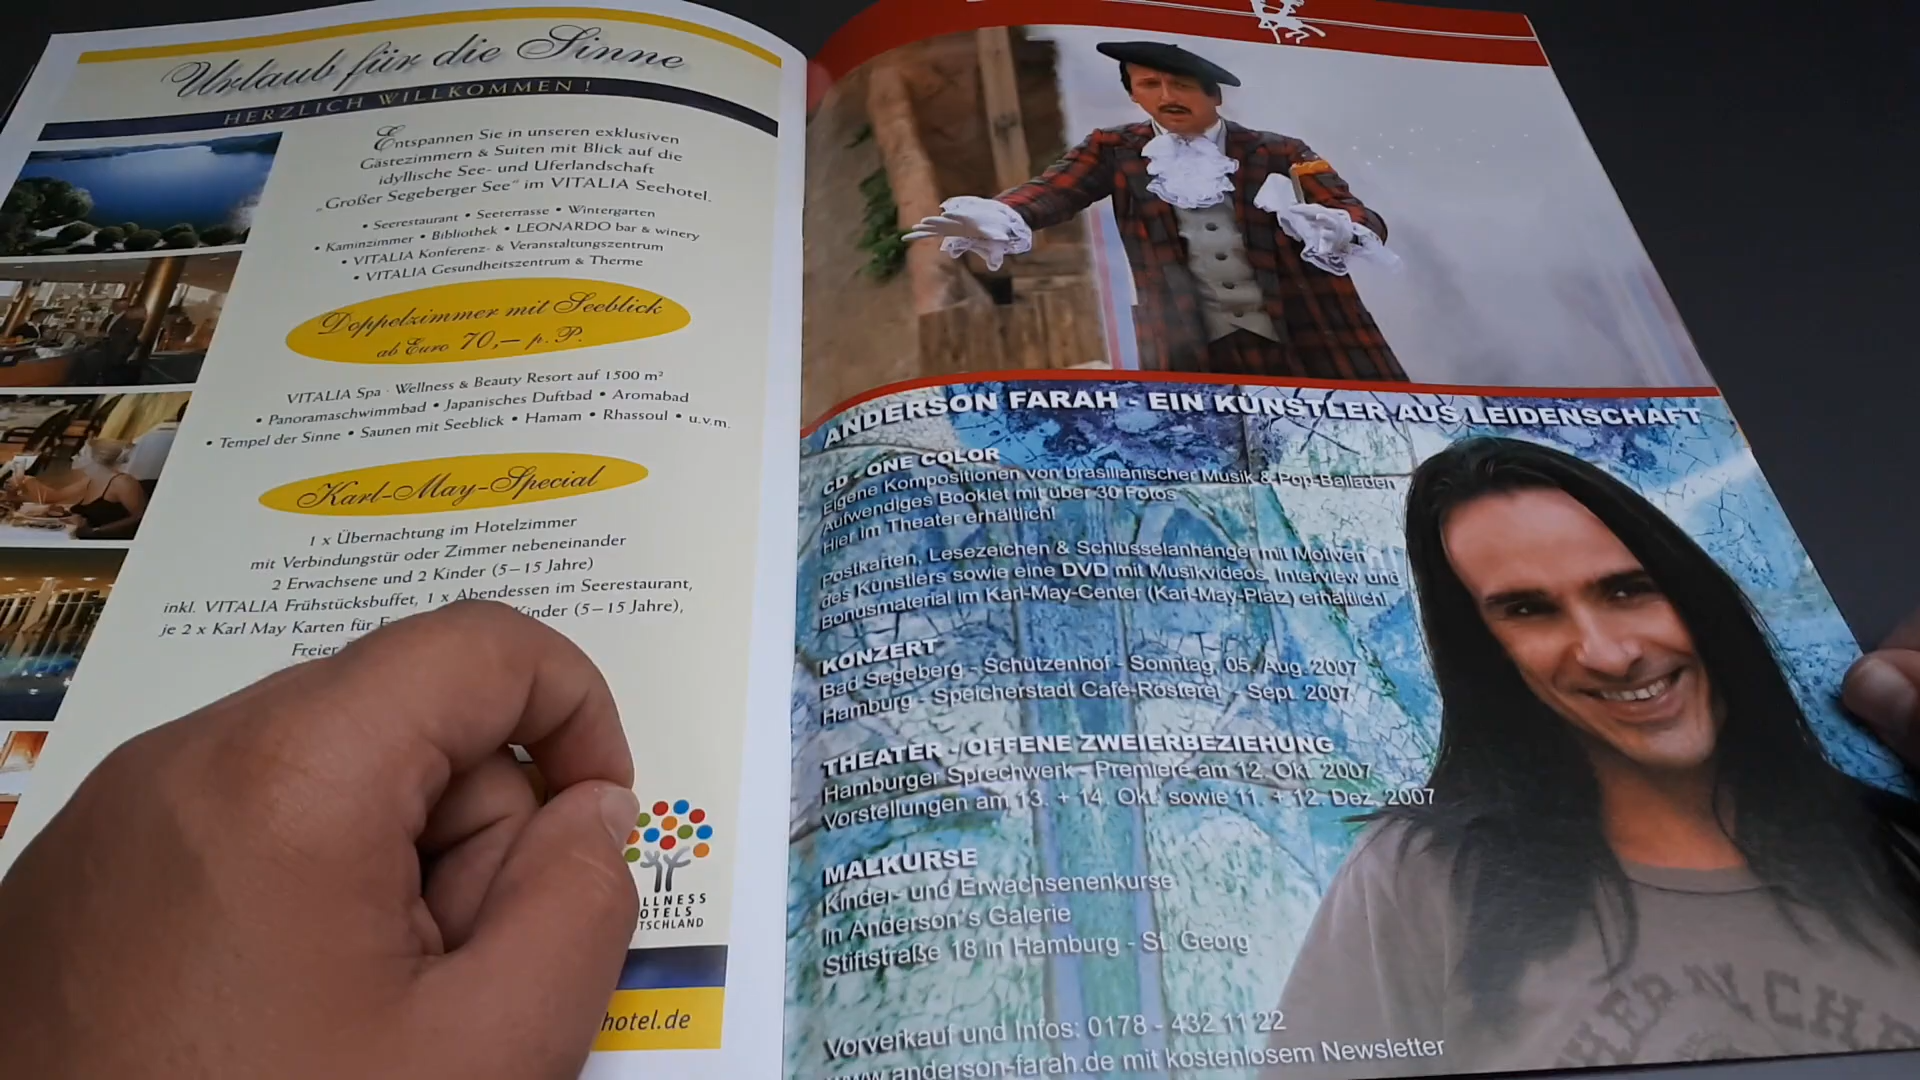 Urlaub für die Sinne
HERZLICH WILLKOMMEN !
Entspannen Sie in unseren exklusiven
Gästezimmern & Suiten mit Blick auf die
idyllische See- und Uferlandschaft
„Großer Segeberger See“ im VITALIA Seehotel.
• Seerestaurant • Seeterrasse • Wintergarten
• Kaminzimmer • Bibliothek • LEONARDO bar & winery
• VITALIA Konferenz- & Veranstaltungszentrum
• VITALIA Gesundheitszentrum & Therme
Doppelzimmer mit Seeblick
ab Euro 70,– p. P.
VITALIA Spa · Wellness & Beauty Resort auf 1500 m²
• Panoramaschwimmbad • Japanisches Duftbad • Aromabad
• Tempel der Sinne • Saunen mit Seeblick • Hamam • Rhassoul • u.v.m.
Karl-May-Special
1 x Übernachtung im Hotelzimmer
mit Verbindungstür oder Zimmer nebeneinander
2 Erwachsene und 2 Kinder (5–15 Jahre)
inkl. VITALIA Frühstücksbuffet, 1 x Abendessen im Seerestaurant,
je 2 x Karl May Karten für Kinder (5–15 Jahre),
Freier
LLNESS
OTELS
TSCHLAND
hotel.de
ANDERSON FARAH - EIN KÜNSTLER AUS LEIDENSCHAFT
CD - ONE COLOR
Eigene Kompositionen von brasilianischer Musik & Pop-Balladen
Aufwendiges Booklet mit über 30 Fotos
Hier im Theater erhältlich!
Postkarten, Lesezeichen & Schlüsselanhänger mit Motiven
des Künstlers sowie eine DVD mit Musikvideos, Interview und
Bonusmaterial im Karl-May-Center (Karl-May-Platz) erhältlich!
KONZERT
Bad Segeberg - Schützenhof - Sonntag, 05. Aug. 2007
Hamburg - Speicherstadt Café-Rösterei - Sept. 2007
THEATER - OFFENE ZWEIERBEZIEHUNG
Hamburger Sprechwerk - Premiere am 12. Okt. 2007
Vorstellungen am 13. + 14. Okt. sowie 11. + 12. Dez. 2007
MALKURSE
Kinder- und Erwachsenenkurse
in Anderson´s Galerie
Stiftstraße 18 in Hamburg - St. Georg
Vorverkauf und Infos: 0178 - 432 11 22
www.anderson-farah.de mit kostenlosem Newsletter